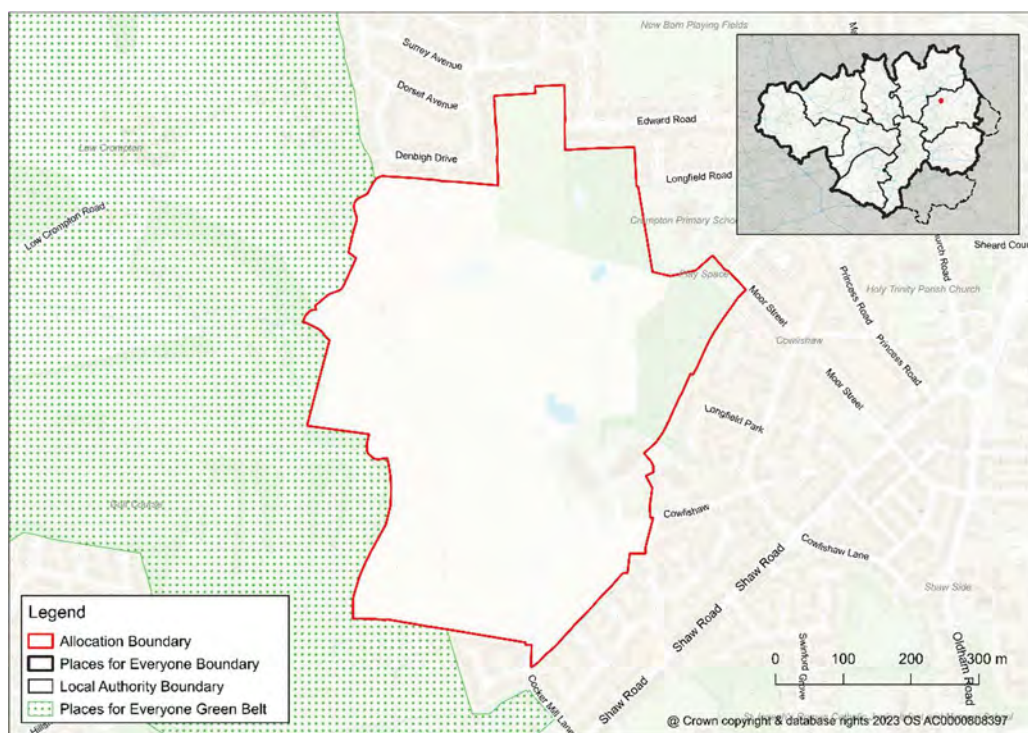 New Barn Playing Fields
Surrey Avenue
Dorset Avenue
Edward Road
Low Crompton
Denbigh Drive
Longfield Road
Low Crompton Road
Crompton Primary School
Church Road
Sheard Cou
Play Space
Moor Street
Princess Road
Holy Trinity Parish Church
Cowlishaw
Princess Road
Moor Street
Longfield Park
Golf Course
Cowlishaw
Cowlishaw Lane
Shaw Road
Shaw Side
Legend
Allocation Boundary
Places for Everyone Boundary
Local Authority Boundary
Places for Everyone Green Belt
Shaw Road
Swinford Grove
Oldham Road
0 100 200 300 m
Cocker Mill Lane
Shaw Road
@ Crown copyright & database rights 2023 OS AC0000808397